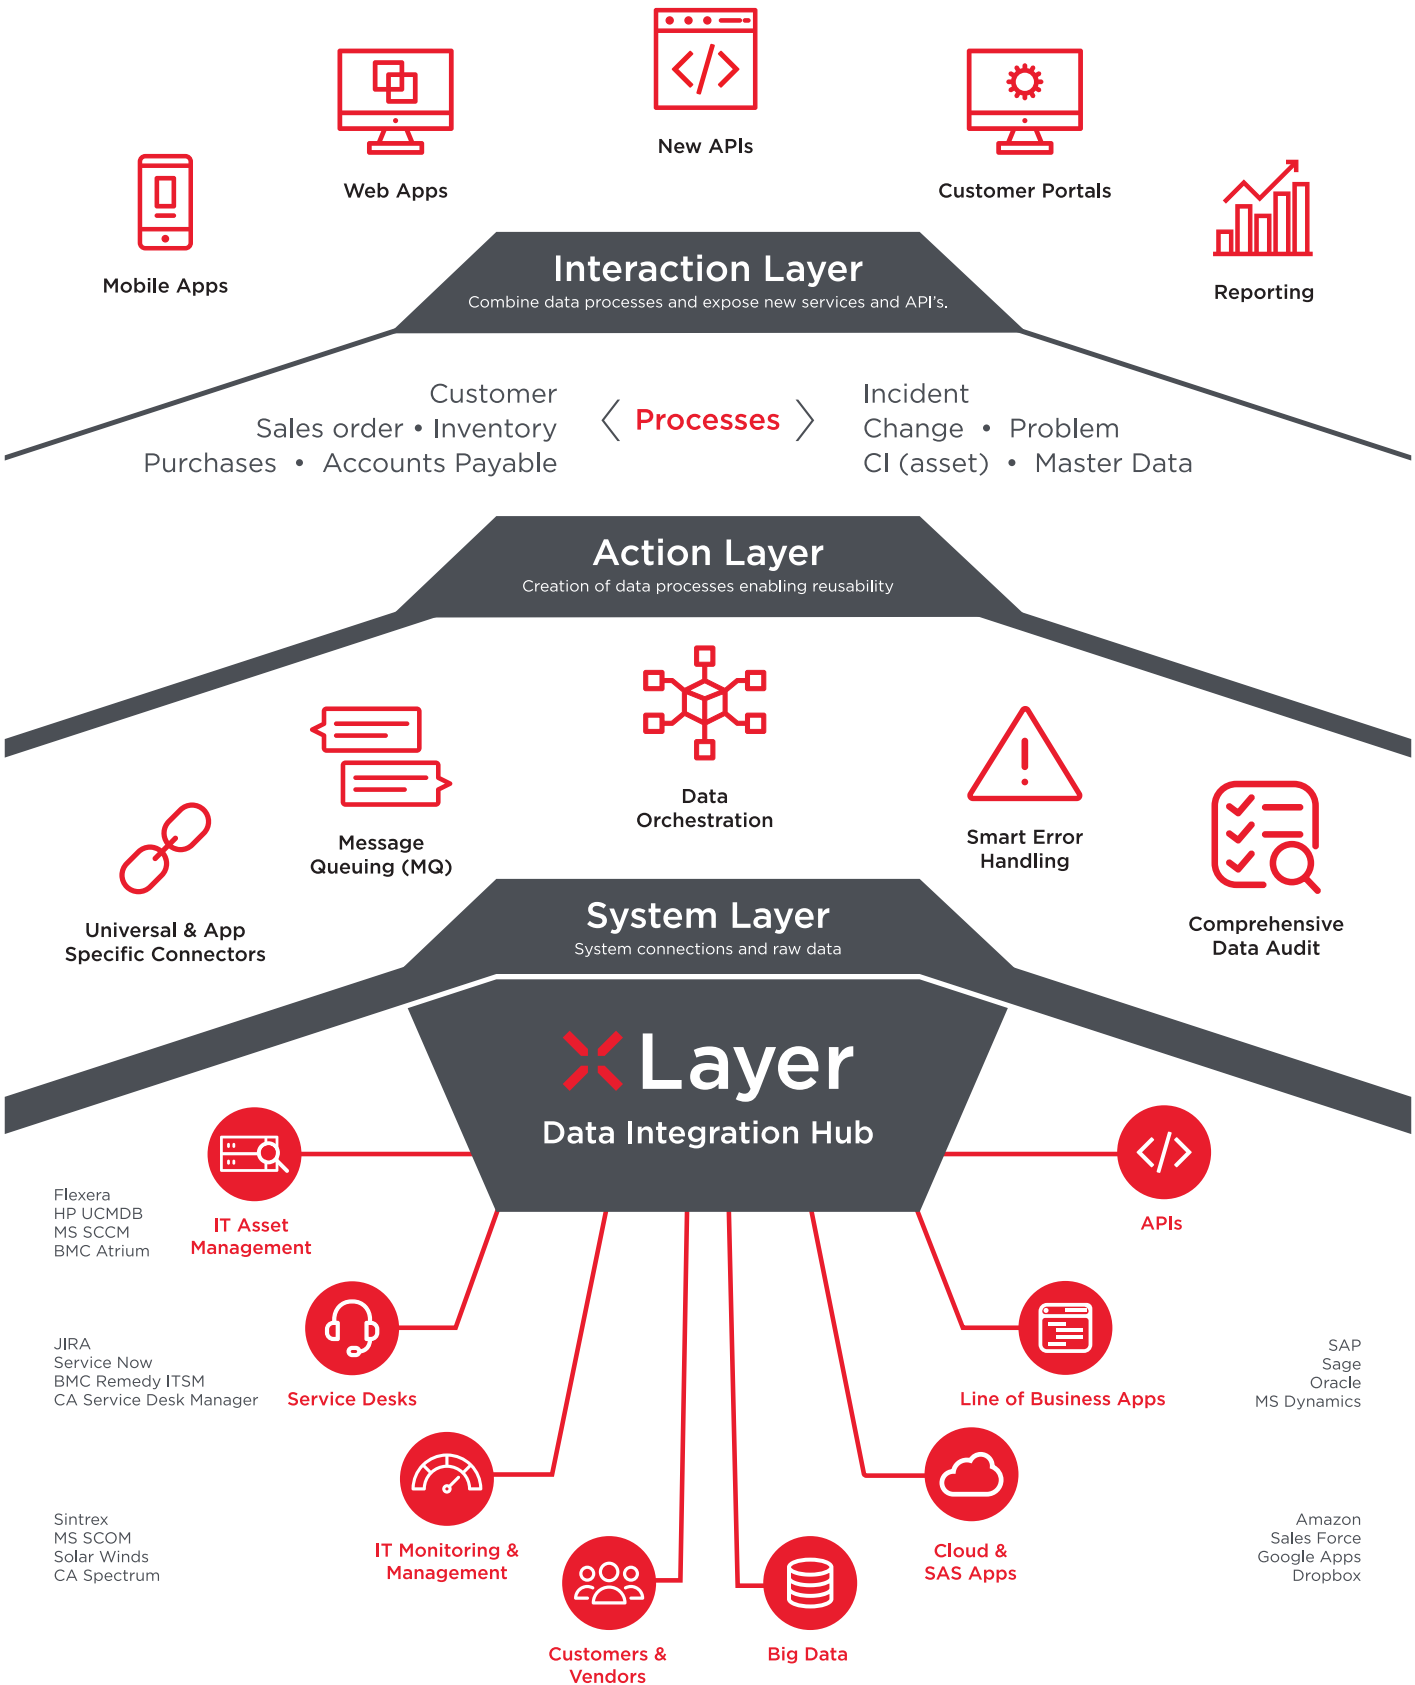 New APIs
Web Apps
Customer Portals
Mobile Apps
Reporting
Interaction Layer
Combine data processes and expose new services and API's.
Customer
Sales order • Inventory
Purchases • Accounts Payable
Processes
Incident
Change • Problem
CI (asset) • Master Data
Action Layer
Creation of data processes enabling reusability
Universal & App
Specific Connectors
Message
Queuing (MQ)
Data
Orchestration
Smart Error
Handling
Comprehensive
Data Audit
System Layer
System connections and raw data
X Layer
Data Integration Hub
Flexera
HP UCMDB
MS SCCM
BMC Atrium
IT Asset
Management
APIs
JIRA
Service Now
BMC Remedy ITSM
CA Service Desk Manager
Service Desks
Line of Business Apps
SAP
Sage
Oracle
MS Dynamics
Sintrex
MS SCOM
Solar Winds
CA Spectrum
IT Monitoring &
Management
Cloud &
SAS Apps
Amazon
Sales Force
Google Apps
Dropbox
Customers &
Vendors
Big Data